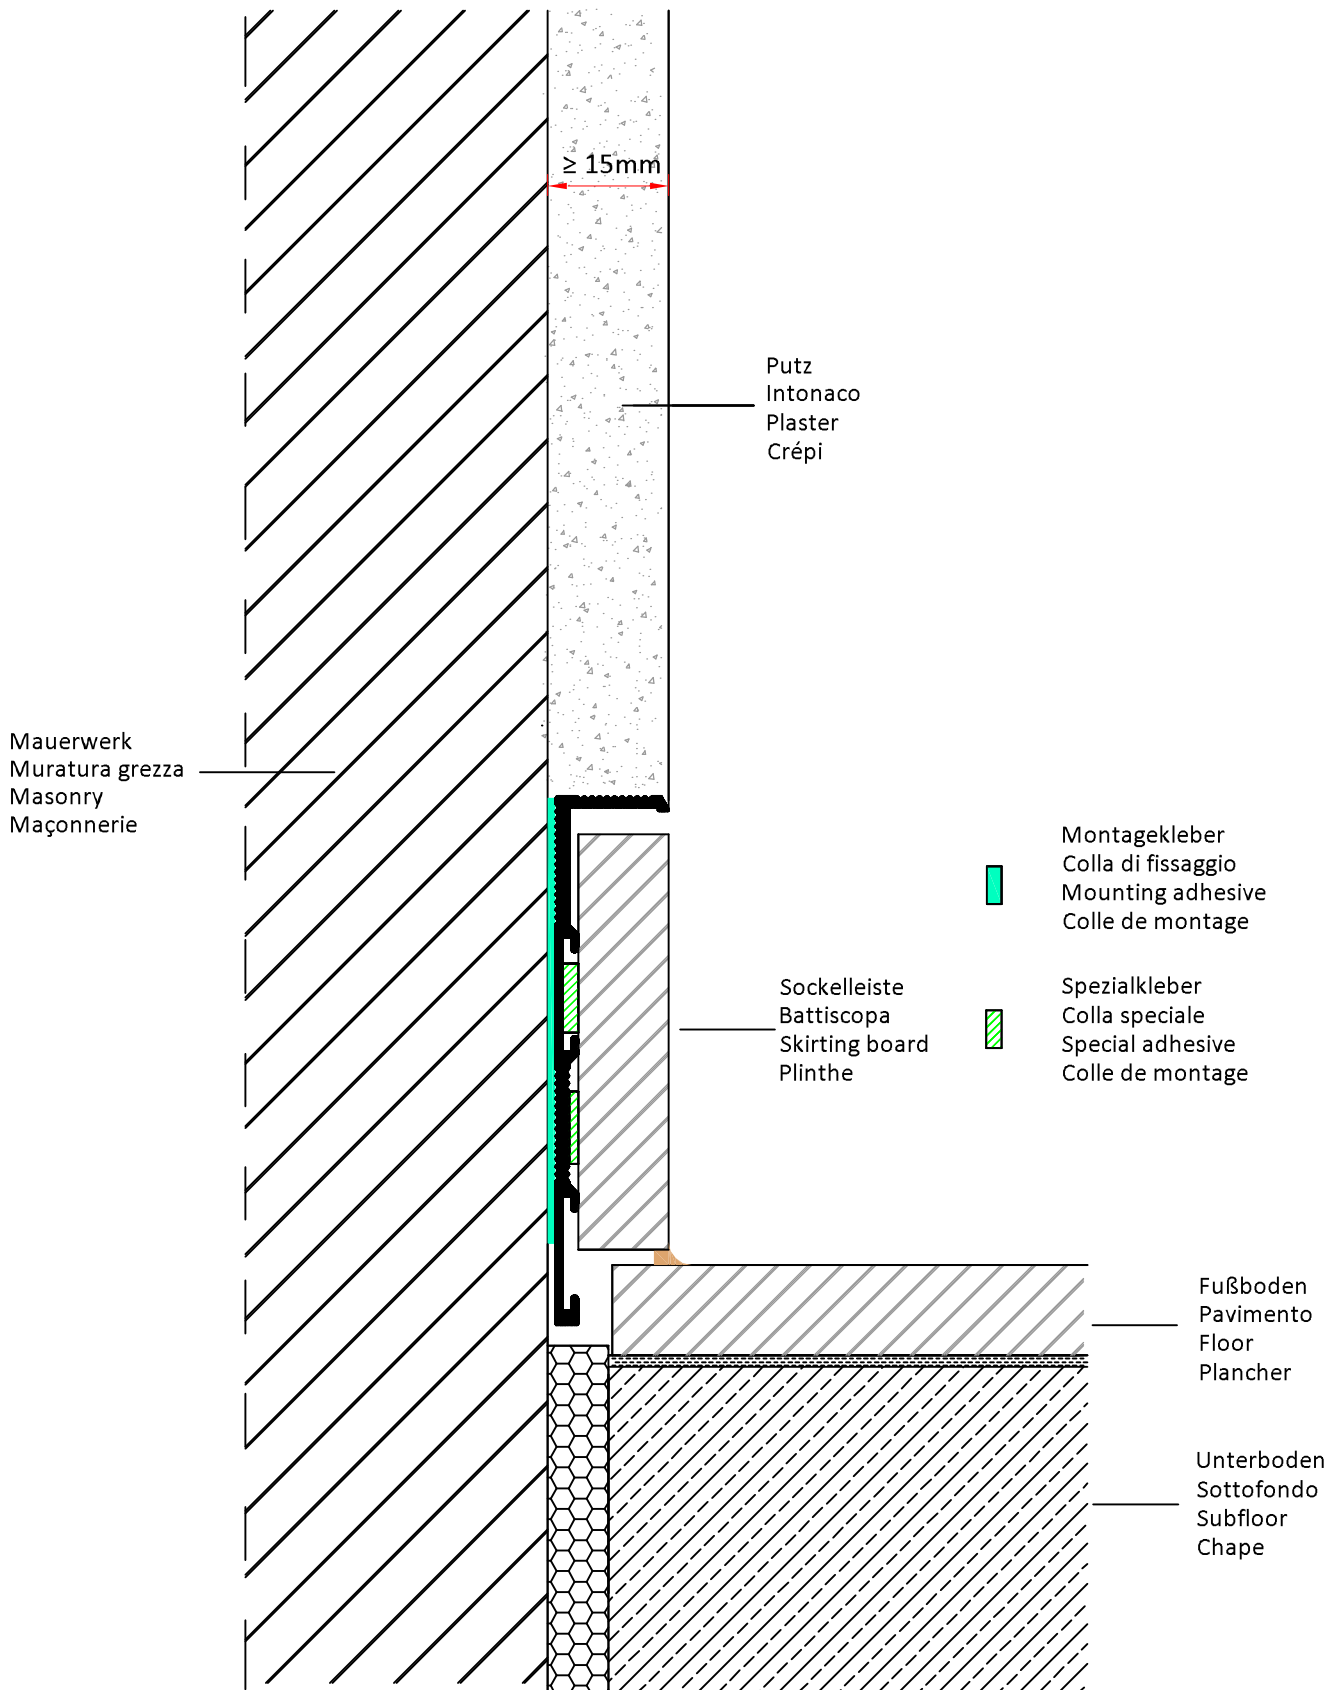 ≥ 15mm
Putz
Intonaco
Plaster
Crépi
Mauerwerk
Muratura grezza
Masonry
Maçonnerie
Montagekleber
Colla di fissaggio
Mounting adhesive
Colle de montage
Sockelleiste
Battiscopa
Skirting board
Plinthe
Spezialkleber
Colla speciale
Special adhesive
Colle de montage
Fußboden
Pavimento
Floor
Plancher
Unterboden
Sottofondo
Subfloor
Chape